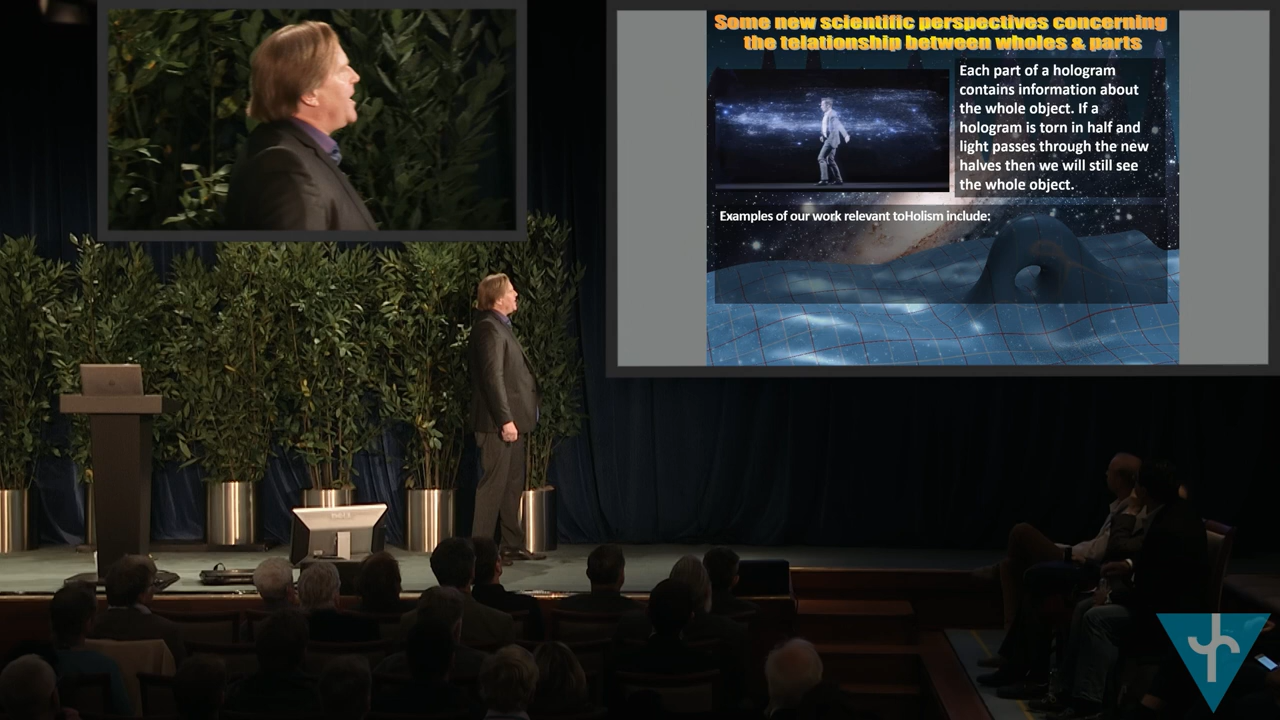 Some new scientific perspectives concerning
the telationship between wholes & parts
Each part of a hologram
contains information about
the whole object. If a
hologram is torn in half and
light passes through the new
halves then we will still see
the whole object.
Examples of our work relevant toHolism include: